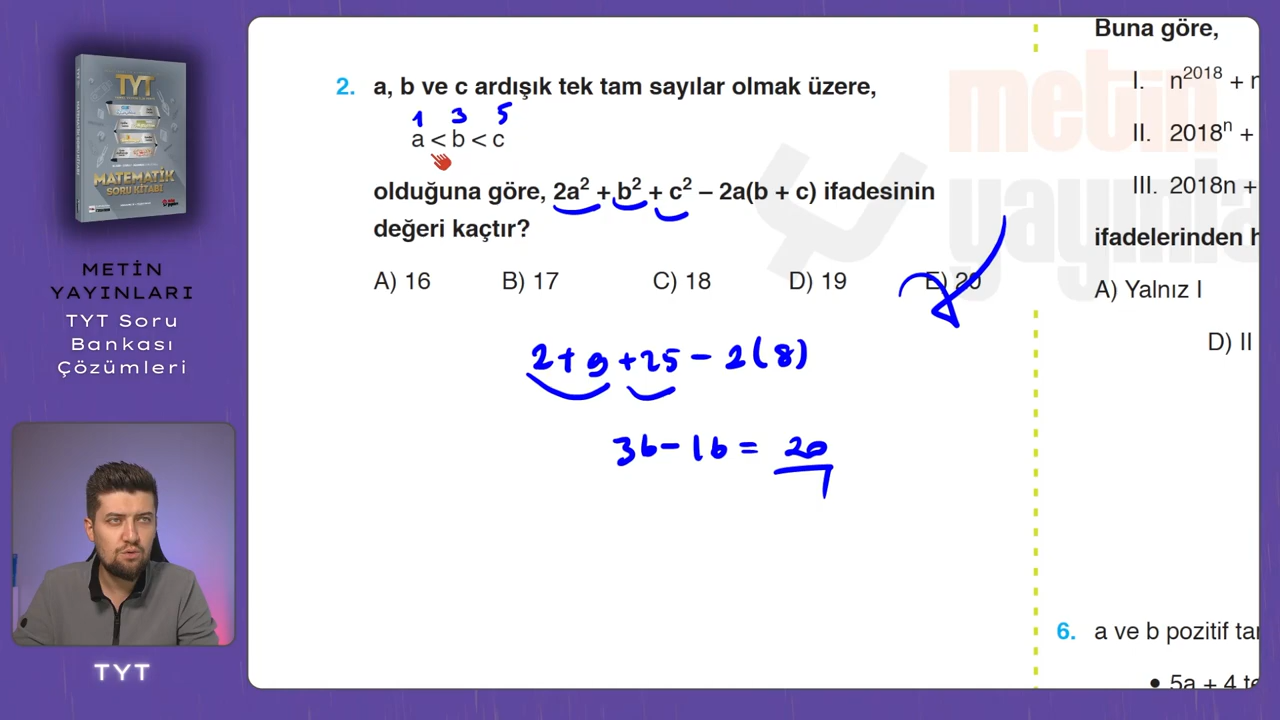 TYT
MATEMATİK
SORU KİTABI
METİN
YAYINLARI
TYT Soru
Bankası
Çözümleri
TYT
metin
yayınla
2. a, b ve c ardışık tek tam sayılar olmak üzere,
1 3 5
a < b < c
olduğuna göre, 2a² + b² + c² – 2a(b + c) ifadesinin
değeri kaçtır?
A) 16 B) 17 C) 18 D) 19 E) 20
2 + 9 + 25 – 2(8)
36 – 16 = 20
Buna göre,
I. n²⁰¹⁸ + n
II. 2018ⁿ +
III. 2018n +
ifadelerinden h
A) Yalnız I
D) II
6. a ve b pozitif ta
• 5a + 4 te